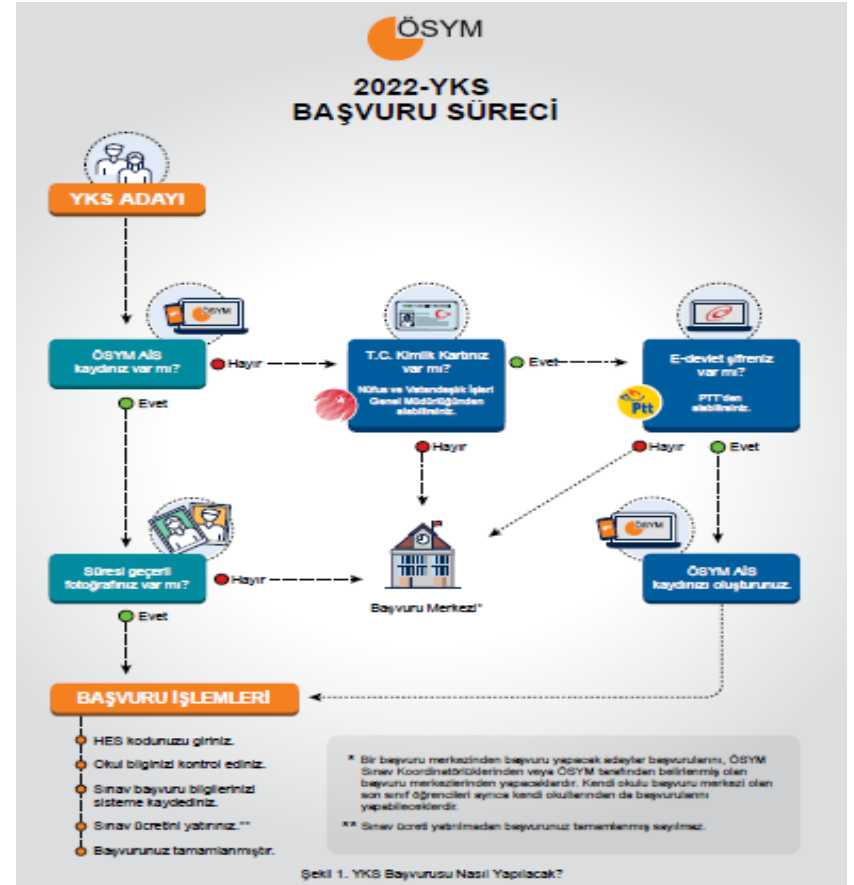 ÖSYM
2022-YKS
BAŞVURU SÜRECİ
YKS ADAYI
ÖSYM
ÖSYM AİS
kaydınız var mı?
Hayır
T.C. Kimlik Kartınız
var mı?
Nüfus ve Vatandaşlık İşleri
Genel Müdürlüğünden
alabilirsiniz.
Evet
E-devlet şifreniz
var mı?
Ptt
PTT'den
alabilirsiniz.
Evet
Hayır
Hayır
Evet
ÖSYM
Süresi geçerli
fotoğrafınız var mı?
Hayır
Başvuru Merkezi*
ÖSYM AİS
kaydınızı oluşturunuz.
Evet
BAŞVURU İŞLEMLERİ
HES kodunuzu giriniz.
Okul bilginizi kontrol ediniz.
Sınav başvuru bilgilerinizi
sisteme kaydediniz.
Sınav ücretini yatırınız.**
Başvurunuz tamamlanmıştır.
* Bir başvuru merkezinden başvuru yapacak adaylar başvurularını, ÖSYM
Sınav Koordinatörlüklerinden veya ÖSYM tarafından belirlenmiş olan
başvuru merkezlerinden yapacaklardır. Kendi okulu başvuru merkezi olan
son sınıf öğrencileri ayrıca kendi okullarından da başvurularını
yapabileceklerdir.
** Sınav ücreti yatırılmadan başvurunuz tamamlanmış sayılmaz.
Şekil 1. YKS Başvurusu Nasıl Yapılacak?